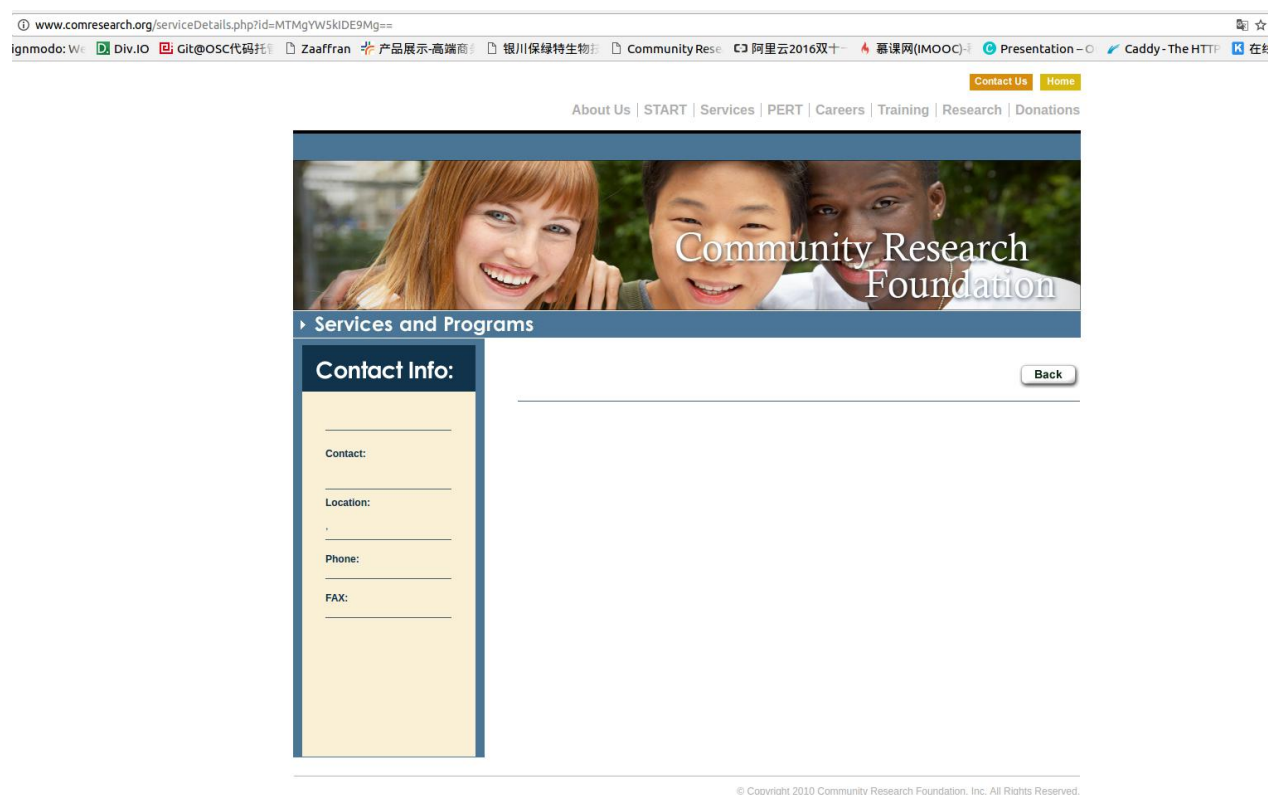 www.comresearch.org/serviceDetails.php?id=MTMgYW5kIDE9Mg==
ignmodo: We Div.IO Git@OSC代码托 Zaaffran 产品展示-高端商 银川保绿特生物 Community Rese 阿里云2016双十一 慕课网(IMOOC)- Presentation – O Caddy - The HTTP 在线
Contact Us Home
About Us | START | Services | PERT | Careers | Training | Research | Donations
Community Research
Foundation
Services and Programs
Contact Info:
Back
Contact:
Location:
,
Phone:
FAX:
© Copyright 2010 Community Research Foundation, Inc. All Rights Reserved.